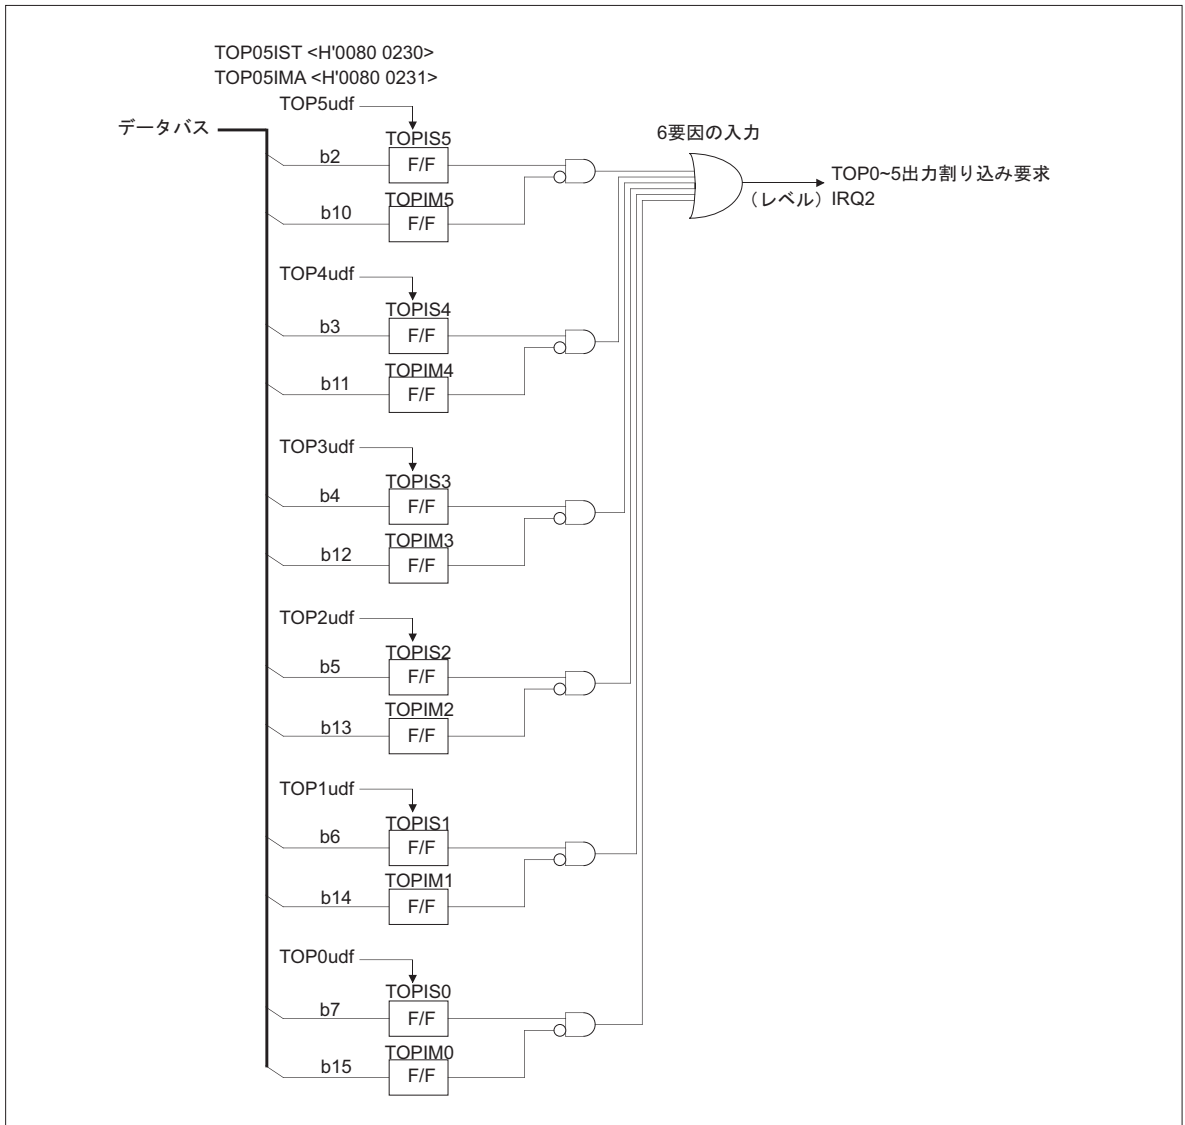 TOP05IST <H'0080 0230>
TOP05IMA <H'0080 0231>
TOP5udf
データバス
TOPIS5
b2
F/F
TOPIM5
b10
F/F
6要因の入力
TOP0~5出力割り込み要求
(レベル) IRQ2
TOP4udf
TOPIS4
b3
F/F
TOPIM4
b11
F/F
TOP3udf
TOPIS3
b4
F/F
TOPIM3
b12
F/F
TOP2udf
TOPIS2
b5
F/F
TOPIM2
b13
F/F
TOP1udf
TOPIS1
b6
F/F
TOPIM1
b14
F/F
TOP0udf
TOPIS0
b7
F/F
TOPIM0
b15
F/F